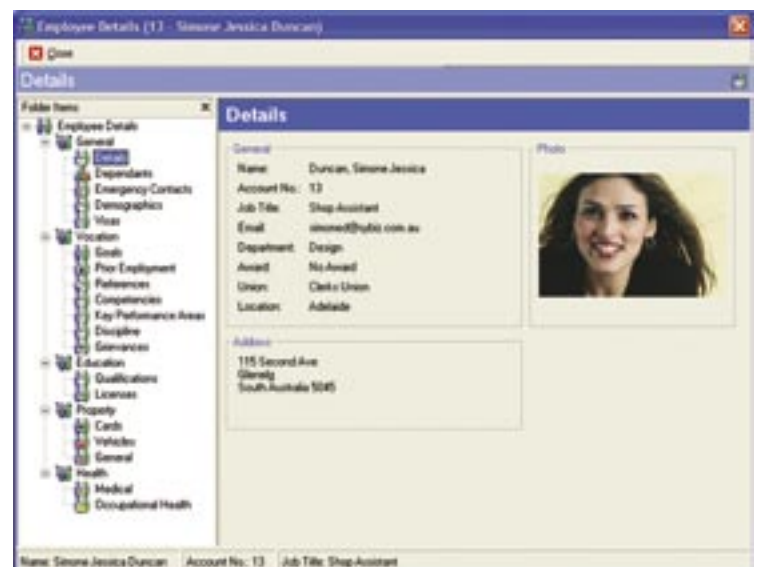 Employee Details (13 - Simone Jessica Duncan)
Close
Details
Folder Items
Employee Details
General
Details
Dependants
Emergency Contacts
Demographics
Visas
Vocation
Goals
Prior Employment
References
Competencies
Key Performance Areas
Discipline
Grievances
Education
Qualifications
Licenses
Property
Cards
Vehicles
General
Health
Medical
Occupational Health
Details
General
Name: Duncan, Simone Jessica
Account No.: 13
Job Title: Shop Assistant
Email: simoned@sybiz.com.au
Department: Design
Award: No Award
Union: Clerks Union
Location: Adelaide
Photo
Address
115 Second Ave
Glenelg
South Australia 5045
Name: Simone Jessica Duncan Account No.: 13 Job Title: Shop Assistant